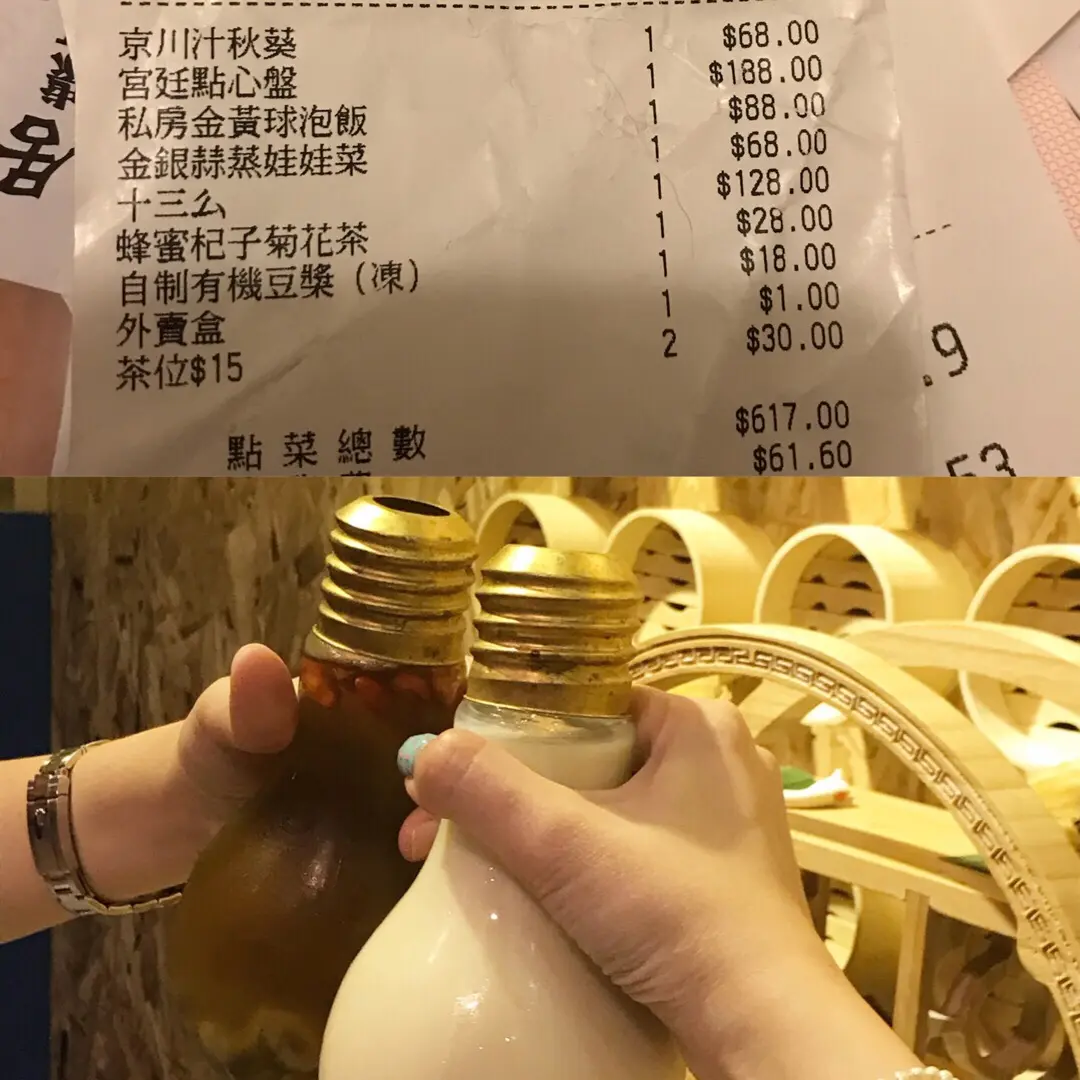 京川汁秋葵 1 $68.00
宮廷點心盤 1 $188.00
私房金黃球泡飯 1 $88.00
金銀蒜蒸娃娃菜 1 $68.00
十三么 1 $128.00
蜂蜜杞子菊花茶 1 $28.00
自制有機豆漿（凍） 1 $18.00
外賣盒 1 $1.00
茶位$15 2 $30.00
點菜總數 $617.00
$61.60
.9
53
居